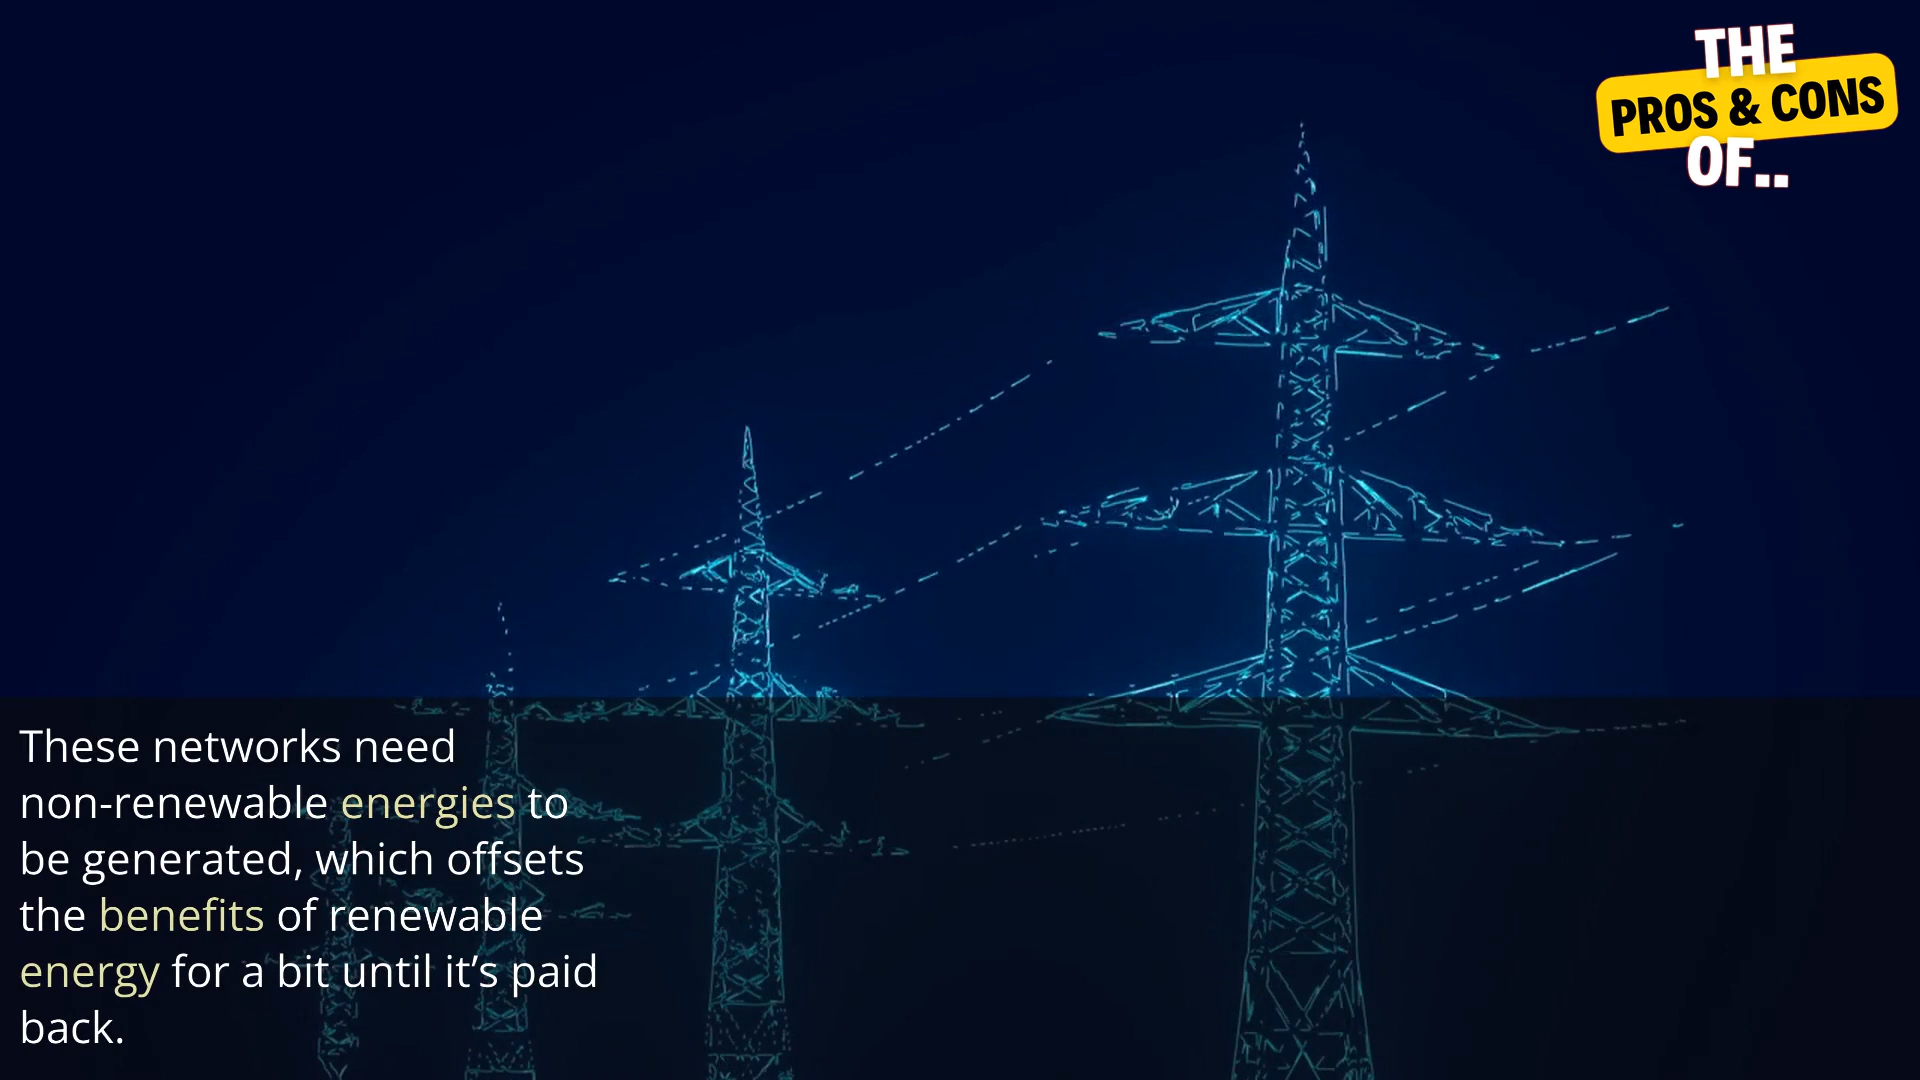 THE
PROS & CONS
OF..
These networks need
non-renewable energies to
be generated, which offsets
the benefits of renewable
energy for a bit until it’s paid
back.